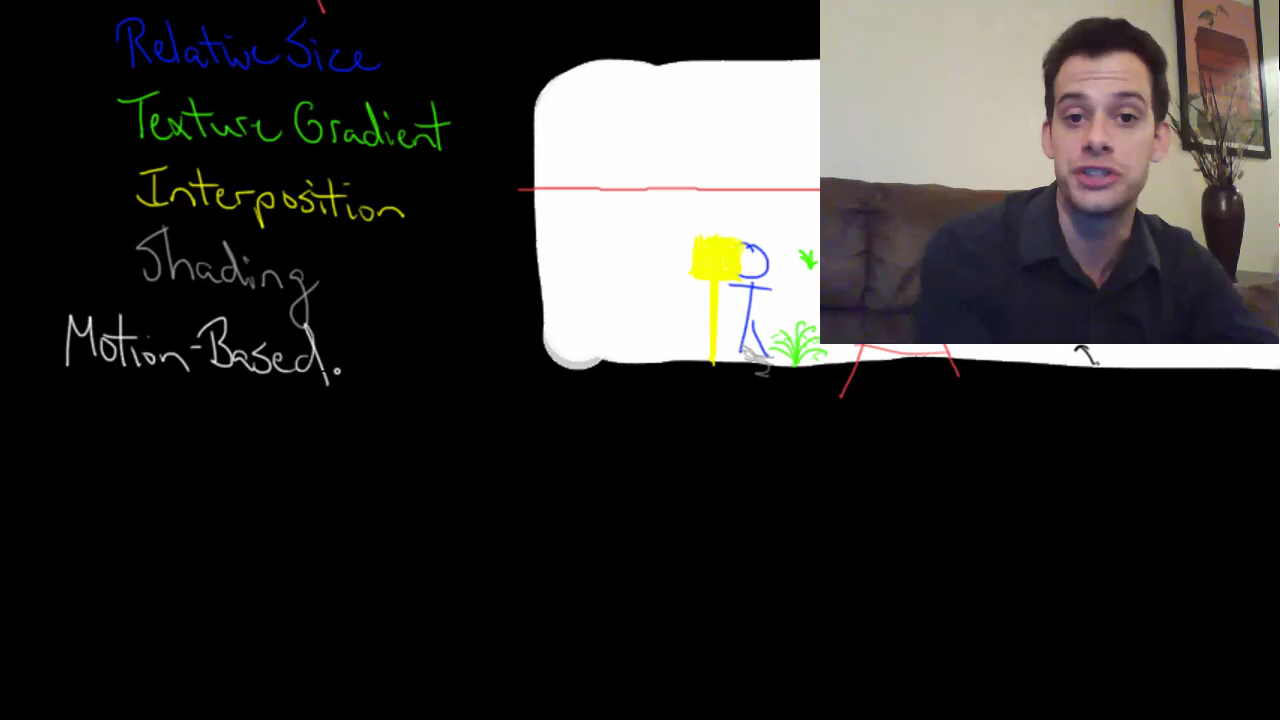 Relative Size
Texture Gradient
Interposition
Shading
Motion-Based.